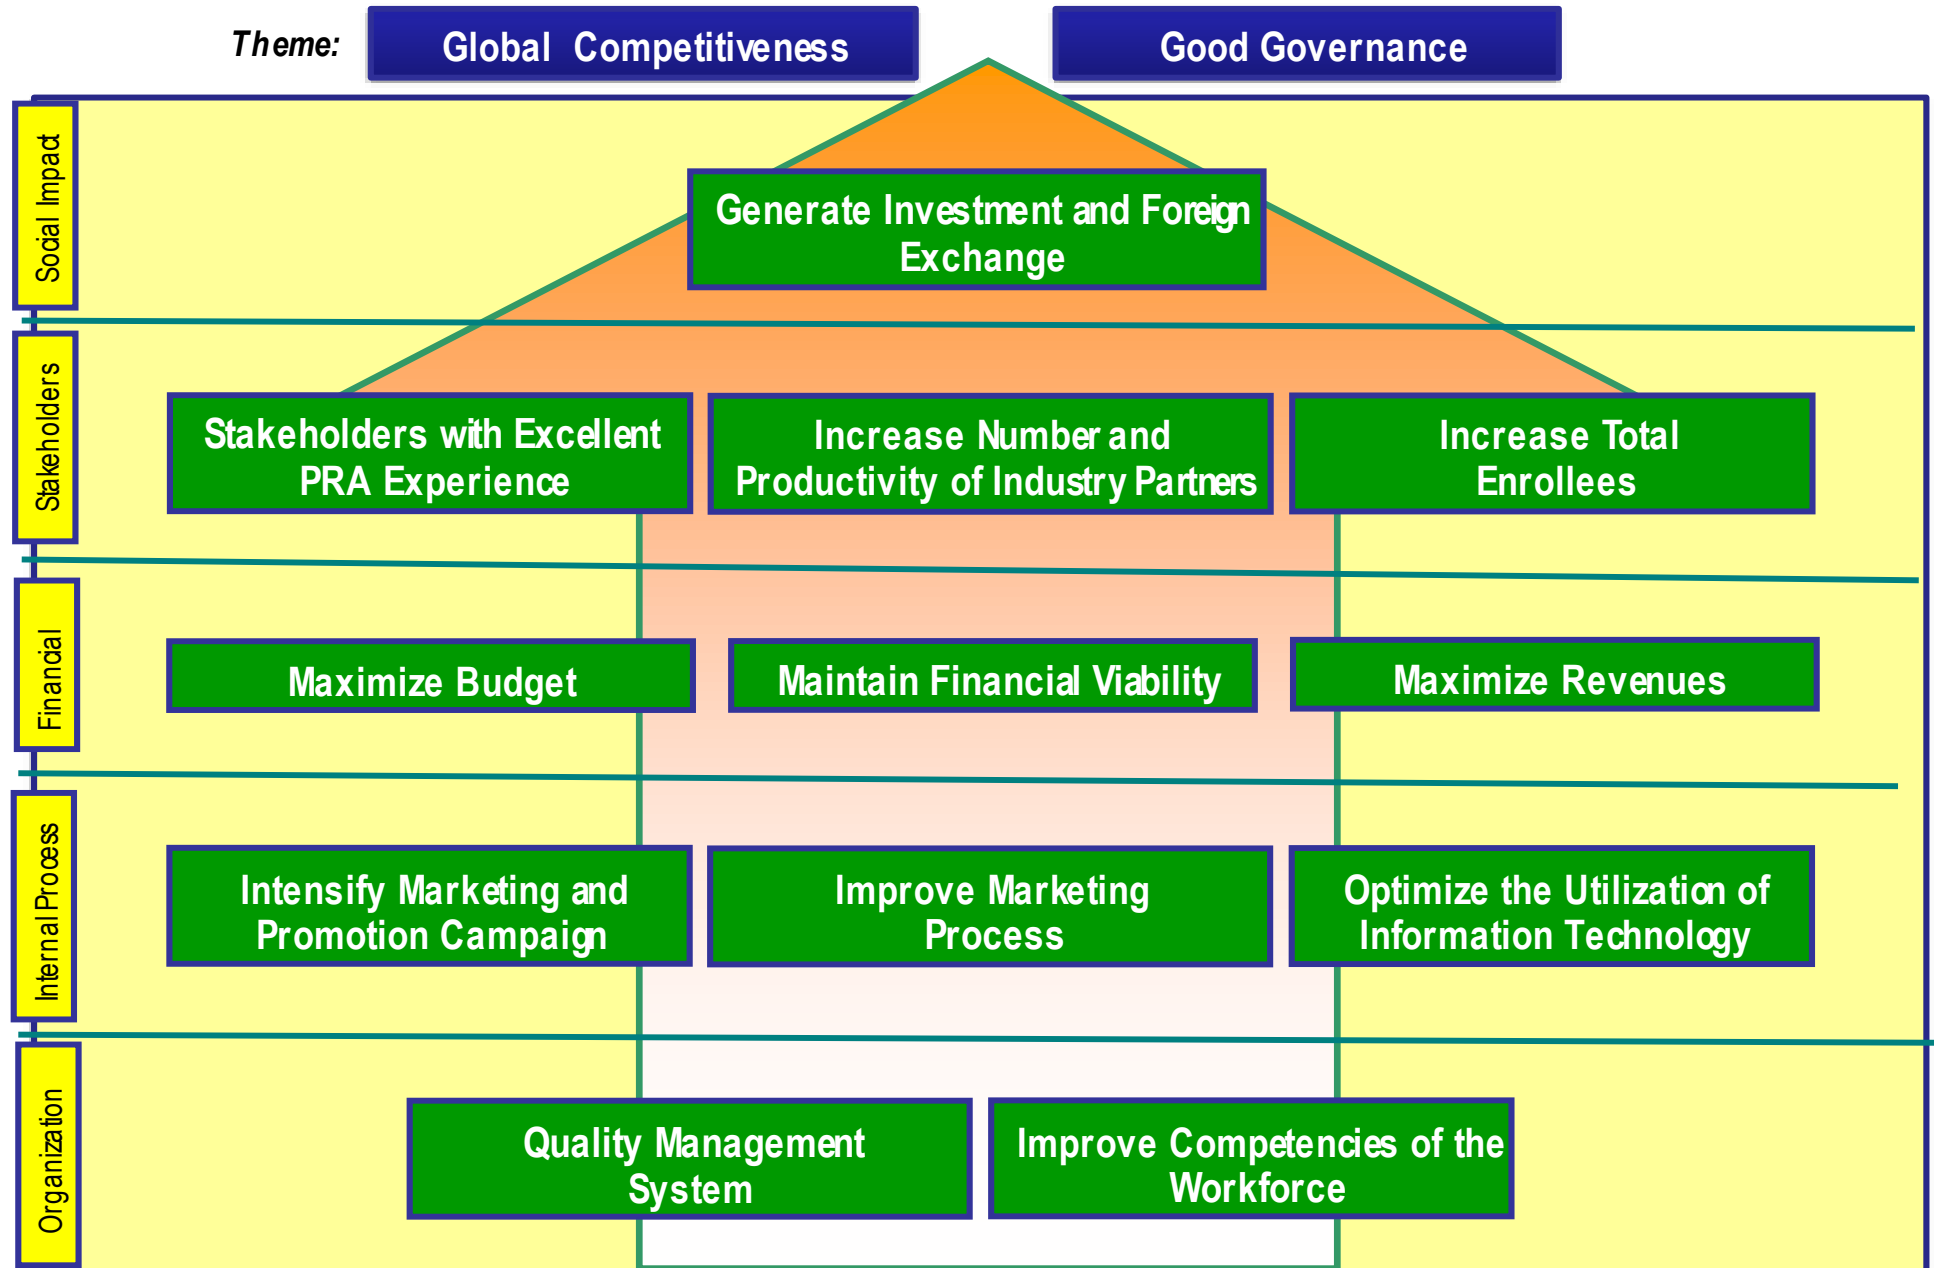 Theme:
Global Competitiveness
Good Governance
Social Impact
Generate Investment and Foreign
Exchange
Stakeholders
Stakeholders with Excellent
PRA Experience
Increase Number and
Productivity of Industry Partners
Increase Total
Enrollees
Financial
Maximize Budget
Maintain Financial Viability
Maximize Revenues
Internal Process
Intensify Marketing and
Promotion Campaign
Improve Marketing
Process
Optimize the Utilization of
Information Technology
Organization
Quality Management
System
Improve Competencies of the
Workforce